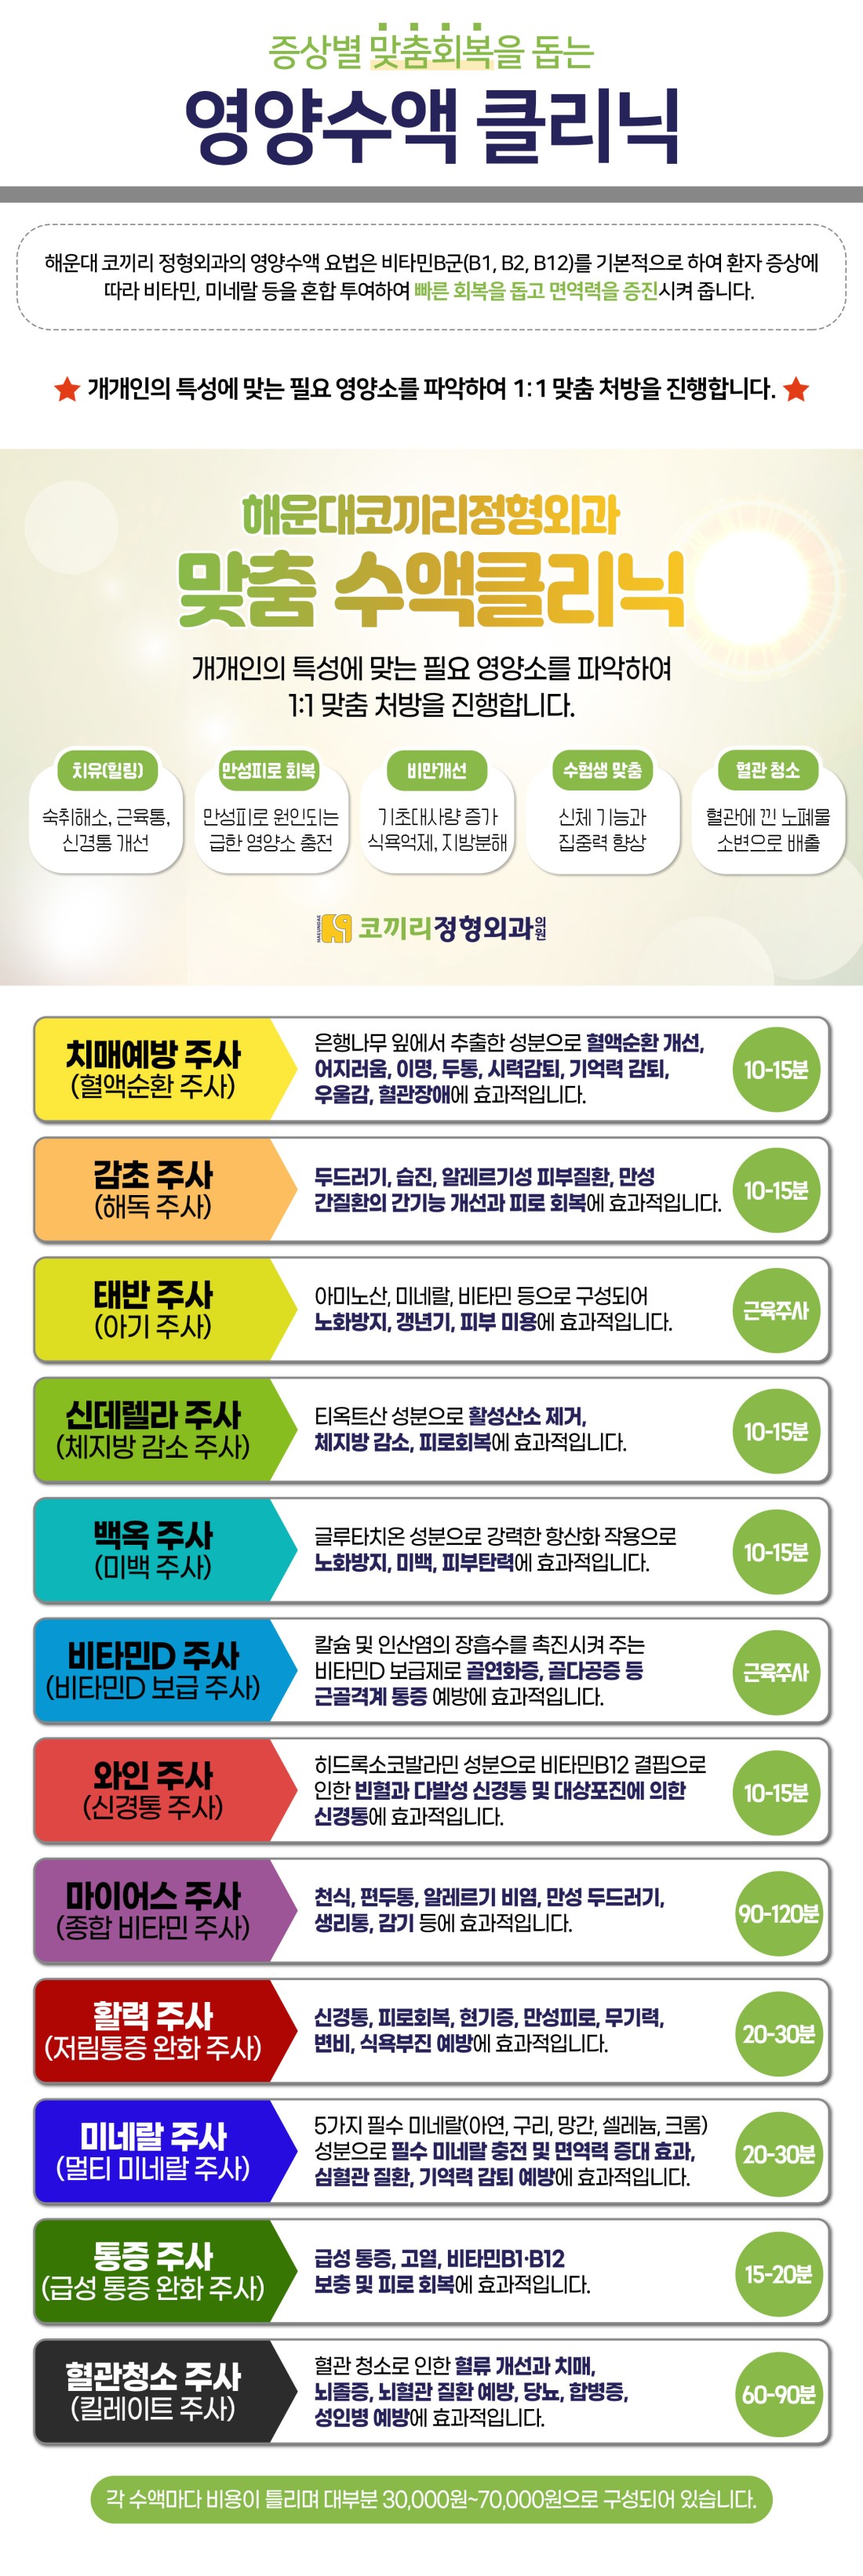 증상별 맞춤회복을 돕는
영양수액 클리닉
해운대 코끼리 정형외과의 영양수액 요법은 비타민B군(B1, B2, B12)를 기본적으로 하여 환자 증상에
따라 비타민, 미네랄 등을 혼합 투여하여 빠른 회복을 돕고 면역력을 증진시켜 줍니다.
개개인의 특성에 맞는 필요 영양소를 파악하여 1:1 맞춤 처방을 진행합니다.
해운대코끼리정형외과
맞춤 수액클리닉
개개인의 특성에 맞는 필요 영양소를 파악하여
1:1 맞춤 처방을 진행합니다.
치유(힐링)
숙취해소, 근육통,
신경통 개선
만성피로 회복
만성피로 원인되는
급한 영양소 충전
비만개선
기초대사량 증가
식욕억제, 지방분해
수험생 맞춤
신체 기능과
집중력 향상
혈관 청소
혈관에 낀 노폐물
소변으로 배출
HAEUNDAE 코끼리정형외과의원
치매예방 주사
(혈액순환 주사)
은행나무 잎에서 추출한 성분으로 혈액순환 개선,
어지러움, 이명, 두통, 시력감퇴, 기억력 감퇴,
우울감, 혈관장애에 효과적입니다.
10-15분
감초 주사
(해독 주사)
두드러기, 습진, 알레르기성 피부질환, 만성
간질환의 간기능 개선과 피로 회복에 효과적입니다.
10-15분
태반 주사
(아기 주사)
아미노산, 미네랄, 비타민 등으로 구성되어
노화방지, 갱년기, 피부 미용에 효과적입니다.
근육주사
신데렐라 주사
(체지방 감소 주사)
티옥트산 성분으로 활성산소 제거,
체지방 감소, 피로회복에 효과적입니다.
10-15분
백옥 주사
(미백 주사)
글루타치온 성분으로 강력한 항산화 작용으로
노화방지, 미백, 피부탄력에 효과적입니다.
10-15분
비타민D 주사
(비타민D 보급 주사)
칼슘 및 인산염의 장흡수를 촉진시켜 주는
비타민D 보급제로 골연화증, 골다공증 등
근골격계 통증 예방에 효과적입니다.
근육주사
와인 주사
(신경통 주사)
히드록소코발라민 성분으로 비타민B12 결핍으로
인한 빈혈과 다발성 신경통 및 대상포진에 의한
신경통에 효과적입니다.
10-15분
마이어스 주사
(종합 비타민 주사)
천식, 편두통, 알레르기 비염, 만성 두드러기,
생리통, 감기 등에 효과적입니다.
90-120분
활력 주사
(저림통증 완화 주사)
신경통, 피로회복, 현기증, 만성피로, 무기력,
변비, 식욕부진 예방에 효과적입니다.
20-30분
미네랄 주사
(멀티 미네랄 주사)
5가지 필수 미네랄(아연, 구리, 망간, 셀레늄, 크롬)
성분으로 필수 미네랄 충전 및 면역력 증대 효과,
심혈관 질환, 기억력 감퇴 예방에 효과적입니다.
20-30분
통증 주사
(급성 통증 완화 주사)
급성 통증, 고열, 비타민B1·B12
보충 및 피로 회복에 효과적입니다.
15-20분
혈관청소 주사
(킬레이트 주사)
혈관 청소로 인한 혈류 개선과 치매,
뇌졸증, 뇌혈관 질환 예방, 당뇨, 합병증,
성인병 예방에 효과적입니다.
60-90분
각 수액마다 비용이 틀리며 대부분 30,000원~70,000원으로 구성되어 있습니다.